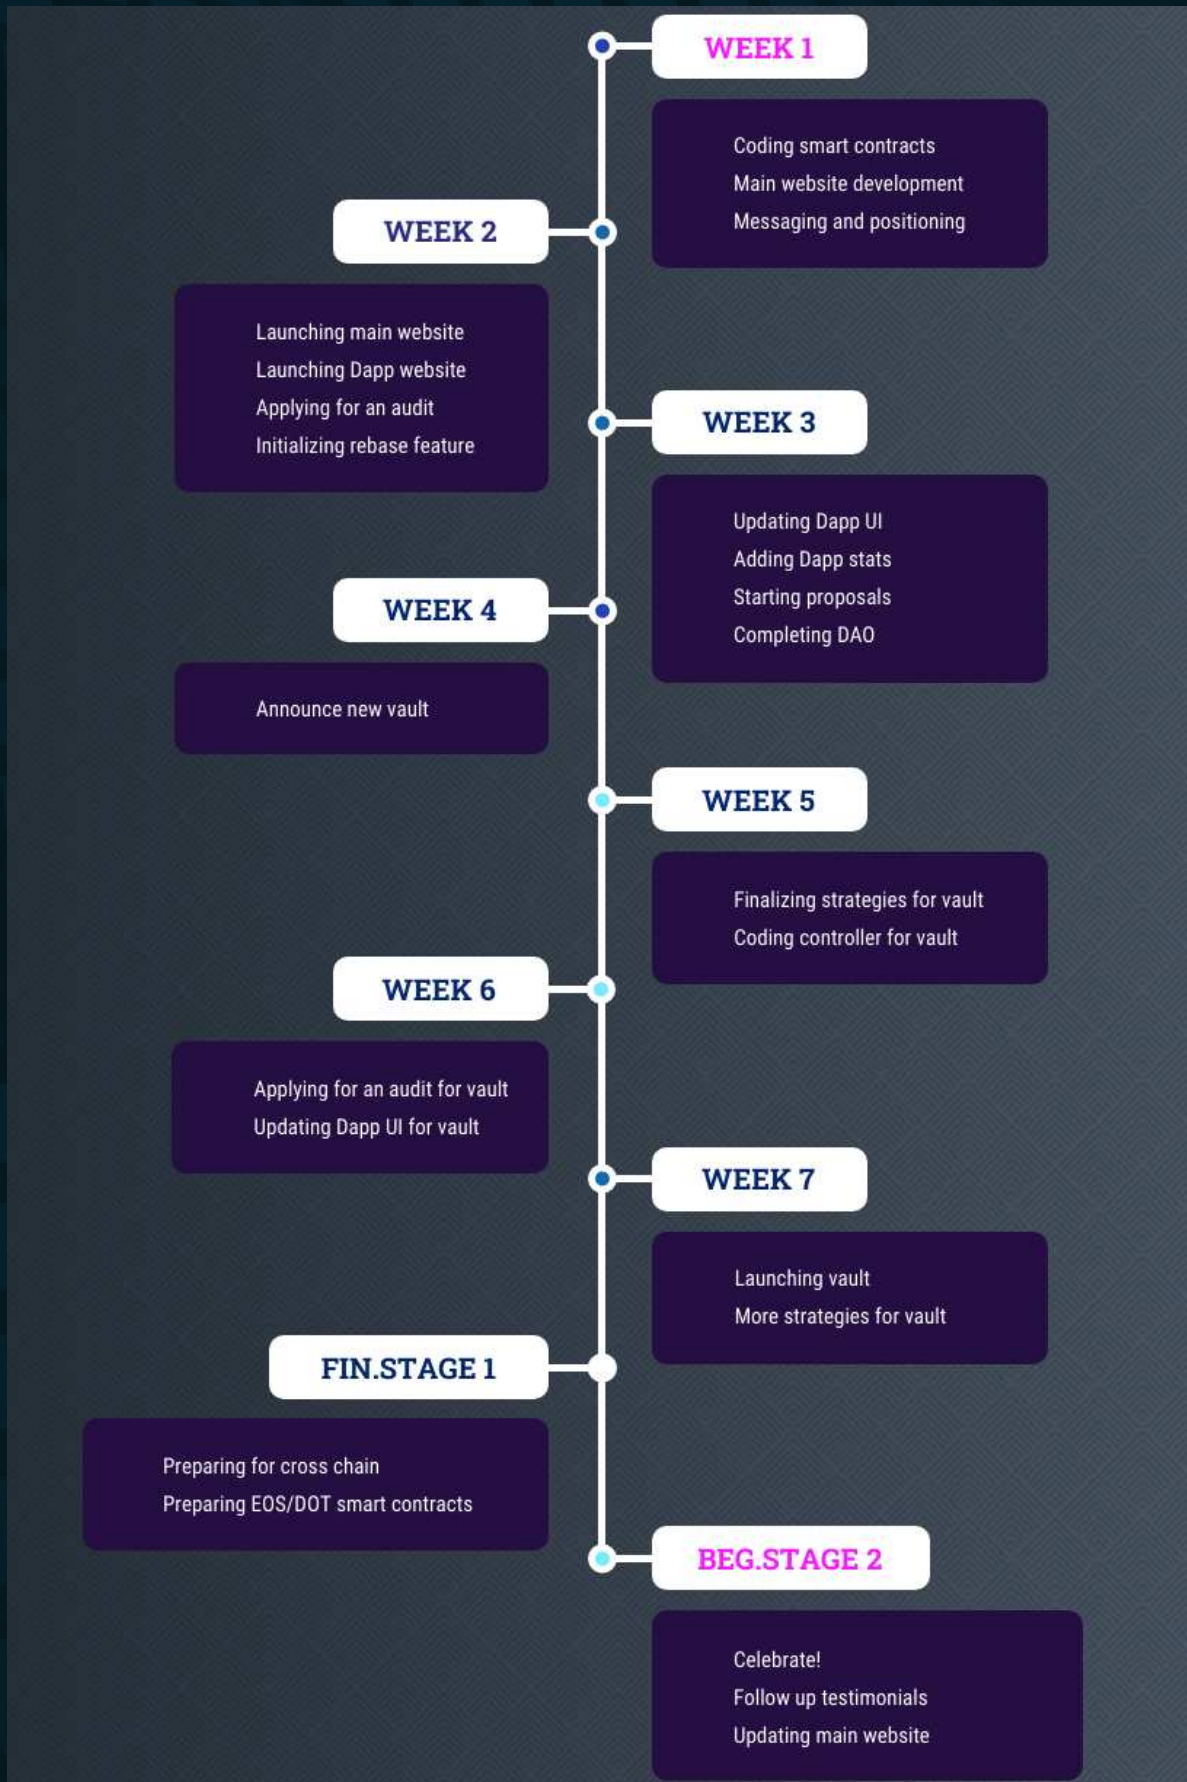 WEEK 1
Coding smart contracts
Main website development
Messaging and positioning
WEEK 2
Launching main website
Launching Dapp website
Applying for an audit
Initializing rebase feature
WEEK 3
Updating Dapp UI
Adding Dapp stats
Starting proposals
Completing DAO
WEEK 4
Announce new vault
WEEK 5
Finalizing strategies for vault
Coding controller for vault
WEEK 6
Applying for an audit for vault
Updating Dapp UI for vault
WEEK 7
Launching vault
More strategies for vault
FIN.STAGE 1
Preparing for cross chain
Preparing EOS/DOT smart contracts
BEG.STAGE 2
Celebrate!
Follow up testimonials
Updating main website